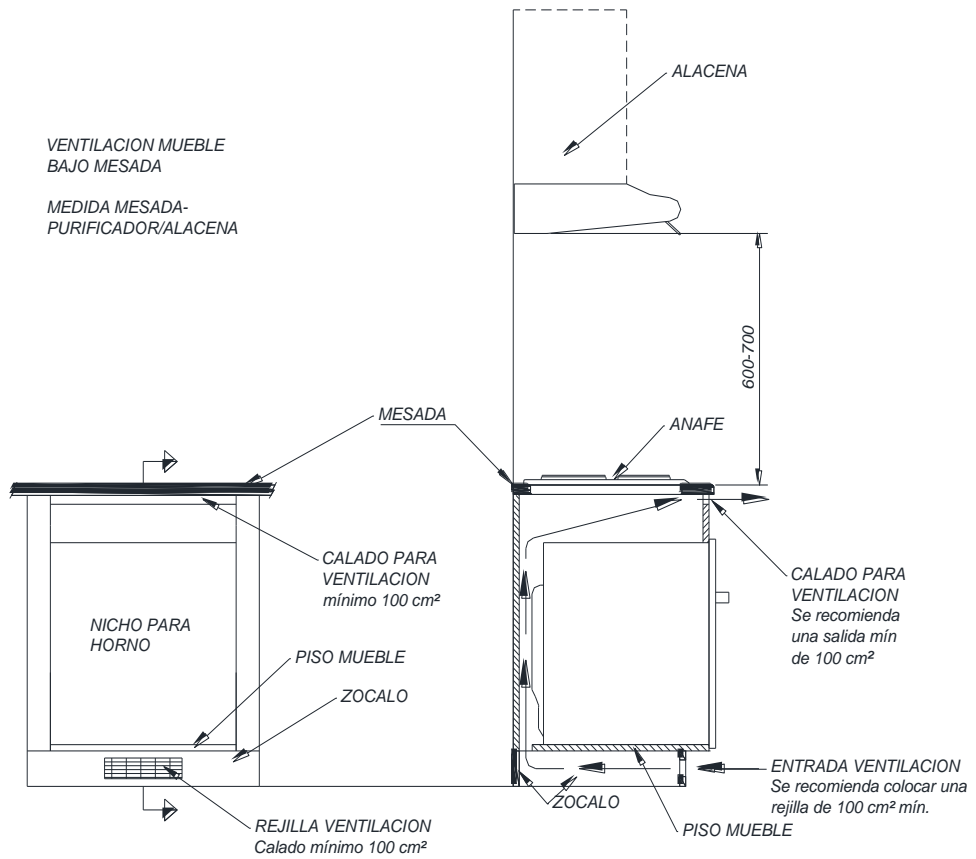 VENTILACION MUEBLE
BAJO MESADA
MEDIDA MESADA-
PURIFICADOR/ALACENA
ALACENA
600-700
MESADA
ANAFE
CALADO PARA
VENTILACION
mínimo 100 cm²
NICHO PARA
HORNO
CALADO PARA
VENTILACION
Se recomienda
una salida mín
de 100 cm²
PISO MUEBLE
ZOCALO
ENTRADA VENTILACION
Se recomienda colocar una
rejilla de 100 cm² mín.
ZOCALO
PISO MUEBLE
REJILLA VENTILACION
Calado mínimo 100 cm²